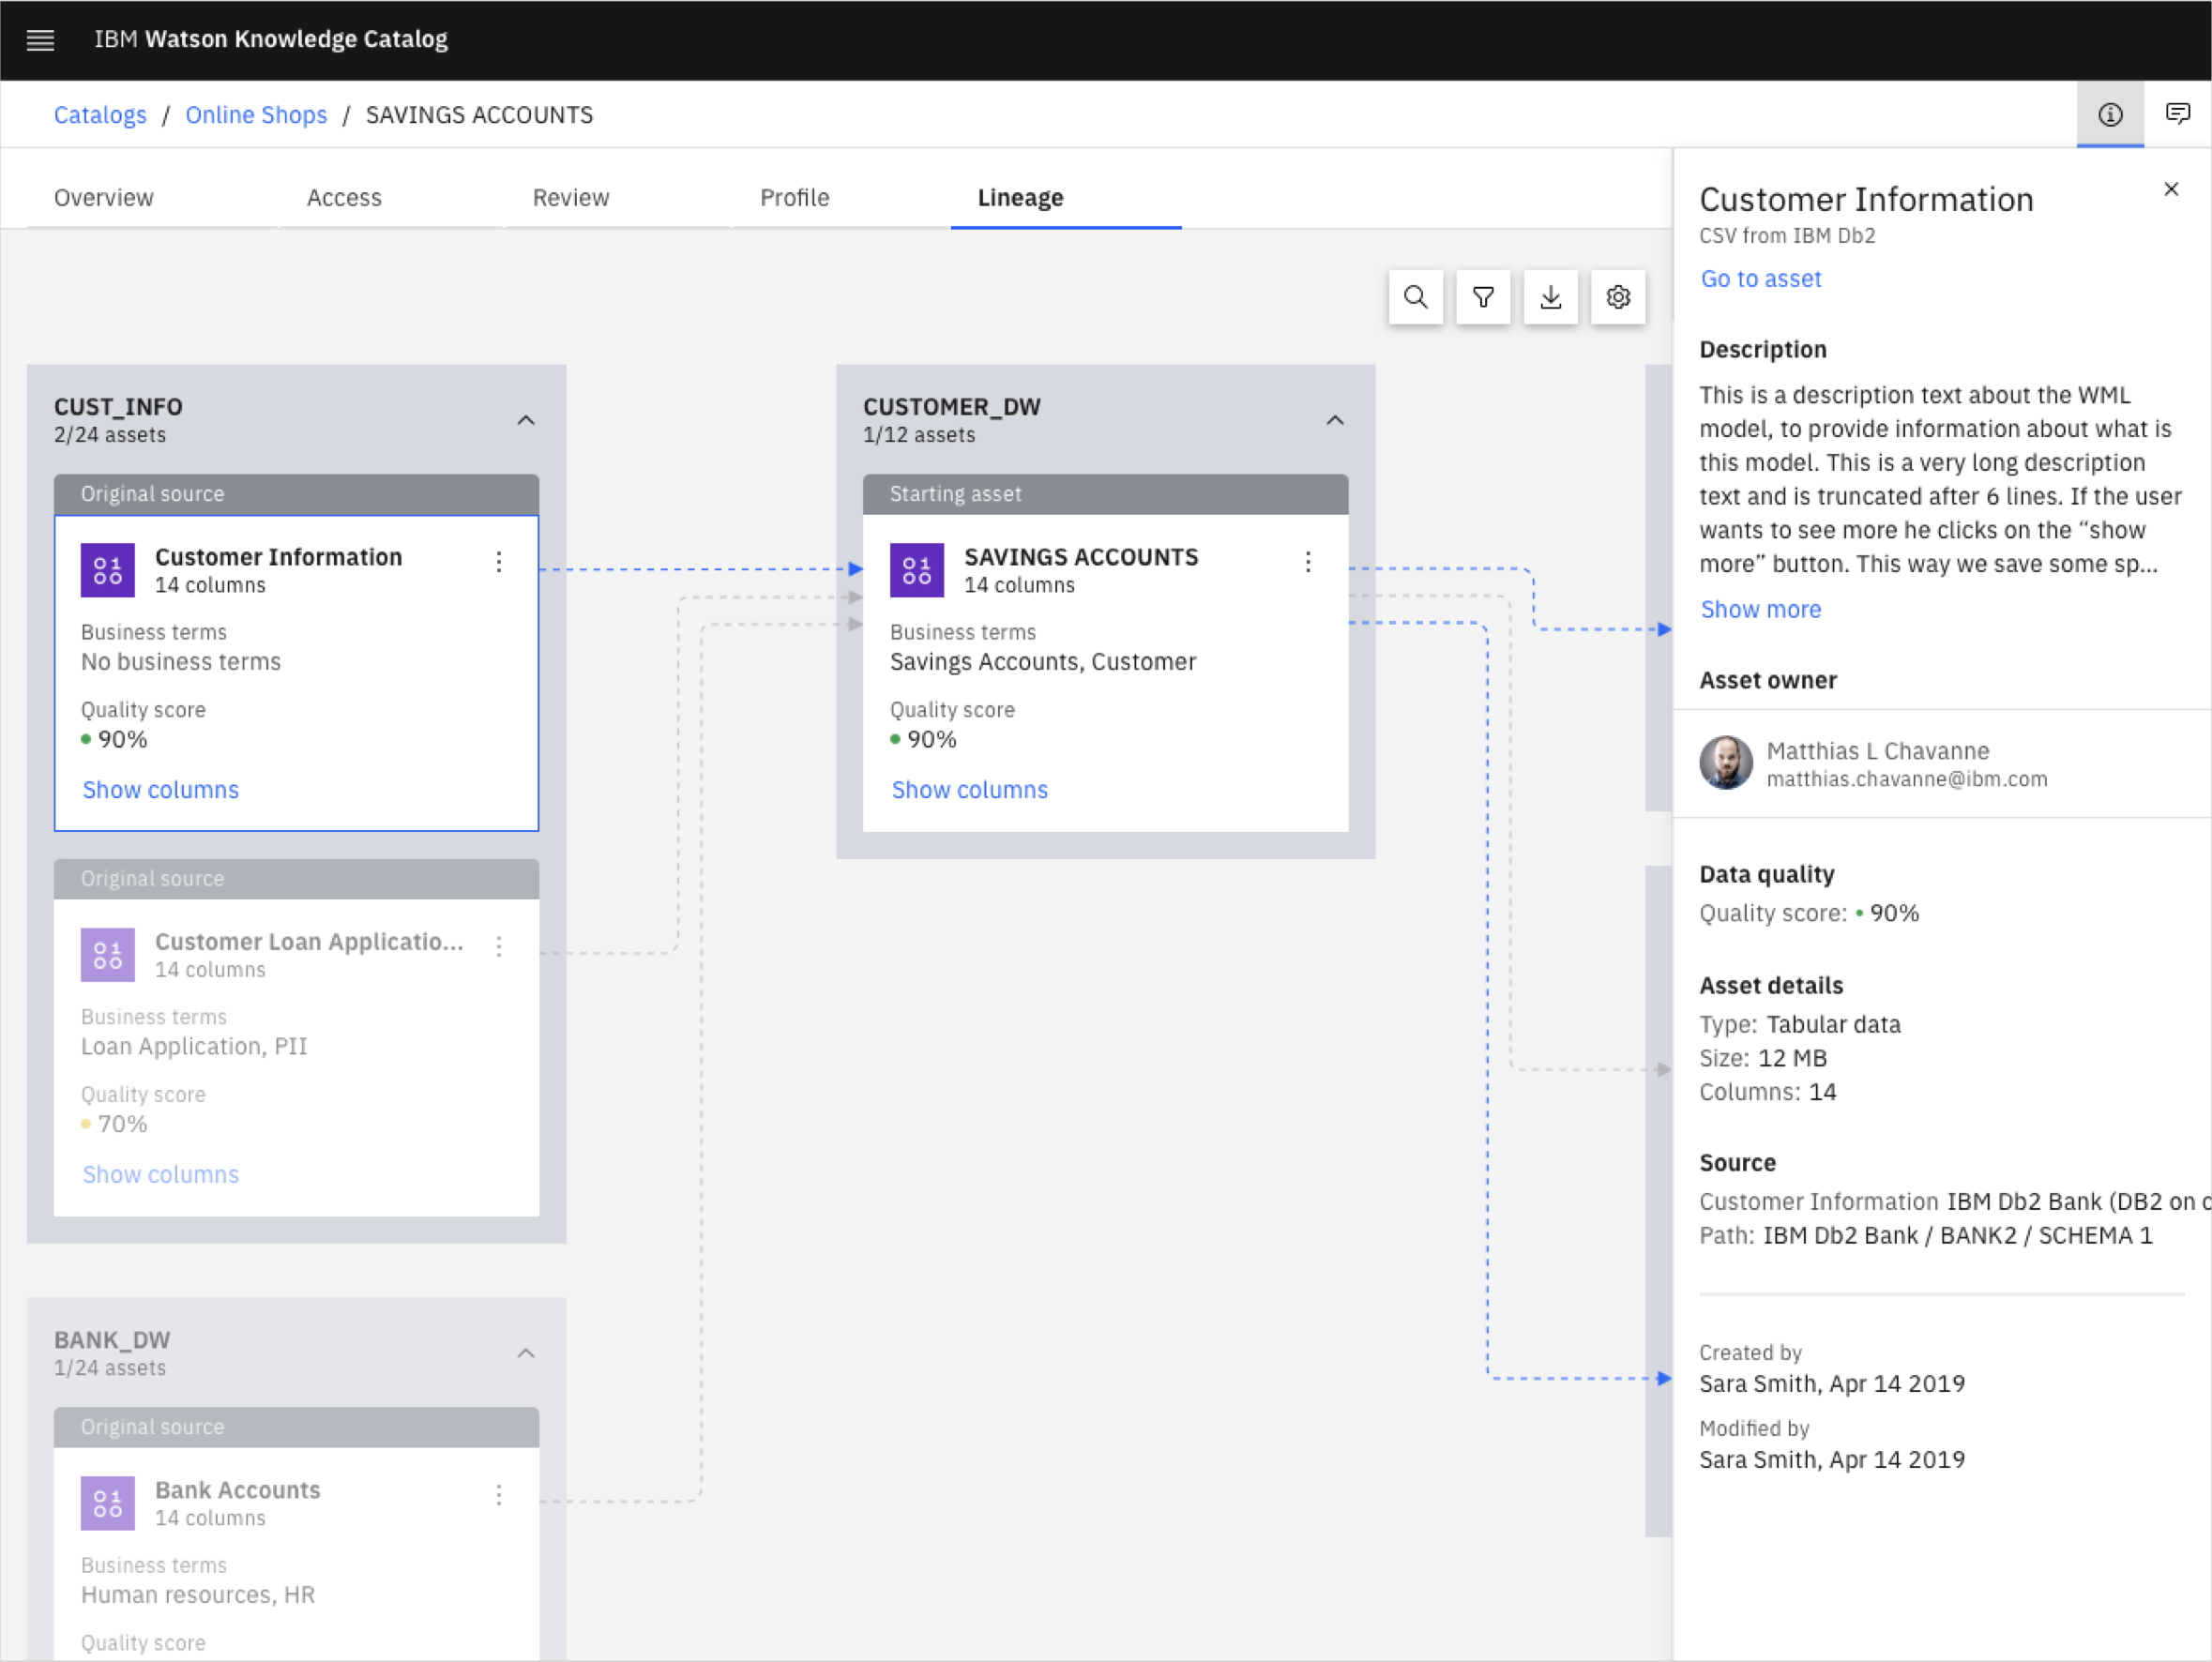 IBM Watson Knowledge Catalog
Catalogs / Online Shops / SAVINGS ACCOUNTS
Overview
Access
Review
Profile
Lineage
CUST_INFO
2/24 assets
Original source
Customer Information
14 columns
Business terms
No business terms
Quality score
90%
Show columns
Original source
Customer Loan Applicatio...
14 columns
Business terms
Loan Application, PII
Quality score
70%
Show columns
BANK_DW
1/24 assets
Original source
Bank Accounts
14 columns
Business terms
Human resources, HR
Quality score
CUSTOMER_DW
1/12 assets
Starting asset
SAVINGS ACCOUNTS
14 columns
Business terms
Savings Accounts, Customer
Quality score
90%
Show columns
Customer Information
CSV from IBM Db2
Go to asset
Description
This is a description text about the WML
model, to provide information about what is
this model. This is a very long description
text and is truncated after 6 lines. If the user
wants to see more he clicks on the “show
more” button. This way we save some sp...
Show more
Asset owner
Matthias L Chavanne
matthias.chavanne@ibm.com
Data quality
Quality score: • 90%
Asset details
Type: Tabular data
Size: 12 MB
Columns: 14
Source
Customer Information IBM Db2 Bank (DB2 on
Path: IBM Db2 Bank / BANK2 / SCHEMA 1
Created by
Sara Smith, Apr 14 2019
Modified by
Sara Smith, Apr 14 2019